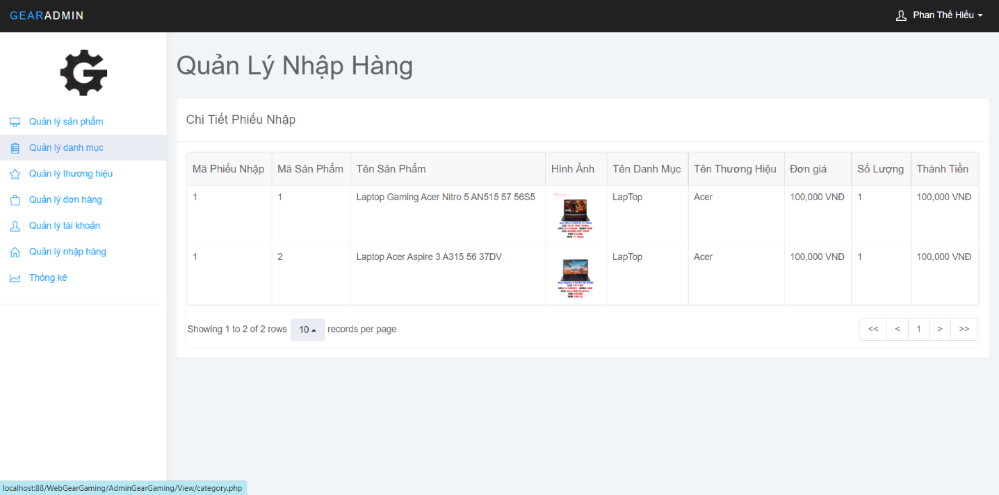 GEARADMIN
Phan Thế Hiếu
Quản Lý Nhập Hàng
Quản lý sản phẩm
Quản lý danh mục
Quản lý thương hiệu
Quản lý đơn hàng
Quản lý tài khoản
Quản lý nhập hàng
Thống kê
Chi Tiết Phiếu Nhập
Mã Phiếu Nhập Mã Sản Phẩm Tên Sản Phẩm Hình Ảnh Tên Danh Mục Tên Thương Hiệu Đơn giá Số Lượng Thành Tiền
1 1 Laptop Gaming Acer Nitro 5 AN515 57 56S5 LapTop Acer 100,000 VNĐ 1 100,000 VNĐ
1 2 Laptop Acer Aspire 3 A315 56 37DV LapTop Acer 100,000 VNĐ 1 100,000 VNĐ
Showing 1 to 2 of 2 rows 10 records per page << < 1 > >>
localhost:88/WebGearGaming/AdminGearGaming/View/category.php